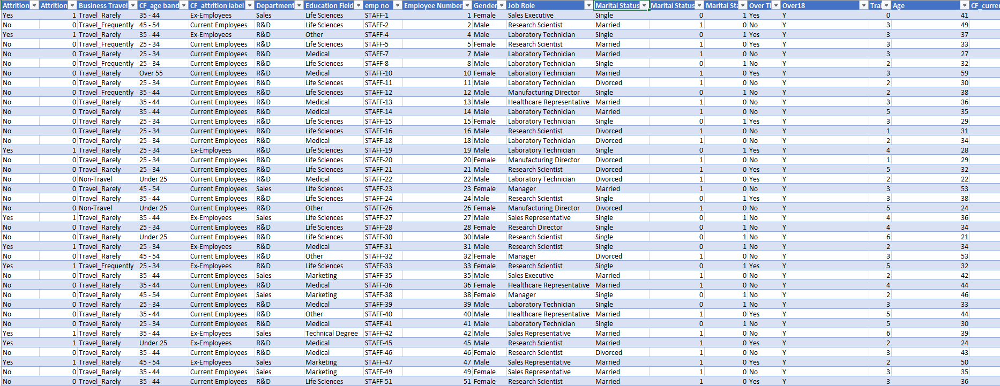 Attrition Attrition Business Travel CF_age band CF_attrition label Department Education Field emp no Employee Number Gender Job Role Marital Status Marital Status Marital Sta Over Ti Over18 Trai Age CF_curren
Yes 1 Travel_Rarely 35 - 44 Ex-Employees Sales Life Sciences STAFF-1 1 Female Sales Executive Single 0 1 Yes Y 0 41
No 0 Travel_Frequently 45 - 54 Current Employees R&D Life Sciences STAFF-2 2 Male Research Scientist Married 1 0 No Y 3 49
Yes 1 Travel_Rarely 35 - 44 Ex-Employees R&D Other STAFF-4 4 Male Laboratory Technician Single 0 1 Yes Y 3 37
No 0 Travel_Frequently 25 - 34 Current Employees R&D Life Sciences STAFF-5 5 Female Research Scientist Married 1 0 Yes Y 3 33
No 0 Travel_Rarely 25 - 34 Current Employees R&D Medical STAFF-7 7 Male Laboratory Technician Married 1 0 No Y 3 27
No 0 Travel_Frequently 25 - 34 Current Employees R&D Life Sciences STAFF-8 8 Male Laboratory Technician Single 0 1 No Y 2 32
No 0 Travel_Rarely Over 55 Current Employees R&D Medical STAFF-10 10 Female Laboratory Technician Married 1 0 Yes Y 3 59
No 0 Travel_Rarely 25 - 34 Current Employees R&D Life Sciences STAFF-11 11 Male Laboratory Technician Divorced 1 0 No Y 2 30
No 0 Travel_Frequently 35 - 44 Current Employees R&D Life Sciences STAFF-12 12 Male Manufacturing Director Single 0 1 No Y 2 38
No 0 Travel_Rarely 35 - 44 Current Employees R&D Medical STAFF-13 13 Male Healthcare Representative Married 1 0 No Y 3 36
No 0 Travel_Rarely 35 - 44 Current Employees R&D Medical STAFF-14 14 Male Laboratory Technician Married 1 0 No Y 5 35
No 0 Travel_Rarely 25 - 34 Current Employees R&D Life Sciences STAFF-15 15 Female Laboratory Technician Single 0 1 Yes Y 3 29
No 0 Travel_Rarely 25 - 34 Current Employees R&D Life Sciences STAFF-16 16 Male Research Scientist Divorced 1 0 No Y 1 31
No 0 Travel_Rarely 25 - 34 Current Employees R&D Medical STAFF-18 18 Male Laboratory Technician Divorced 1 0 No Y 2 34
Yes 1 Travel_Rarely 25 - 34 Ex-Employees R&D Life Sciences STAFF-19 19 Male Laboratory Technician Single 0 1 Yes Y 4 28
No 0 Travel_Rarely 25 - 34 Current Employees R&D Life Sciences STAFF-20 20 Female Manufacturing Director Divorced 1 0 No Y 1 29
No 0 Travel_Rarely 25 - 34 Current Employees R&D Life Sciences STAFF-21 21 Male Research Scientist Divorced 1 0 Yes Y 5 32
No 0 Non-Travel Under 25 Current Employees R&D Medical STAFF-22 22 Male Laboratory Technician Divorced 1 0 Yes Y 2 22
No 0 Travel_Rarely 45 - 54 Current Employees Sales Life Sciences STAFF-23 23 Female Manager Married 1 0 No Y 3 53
No 0 Travel_Rarely 35 - 44 Current Employees R&D Life Sciences STAFF-24 24 Male Research Scientist Single 0 1 Yes Y 3 38
No 0 Non-Travel Under 25 Current Employees R&D Other STAFF-26 26 Female Manufacturing Director Divorced 1 0 No Y 5 24
Yes 1 Travel_Rarely 35 - 44 Ex-Employees Sales Life Sciences STAFF-27 27 Male Sales Representative Single 0 1 No Y 4 36
No 0 Travel_Rarely 25 - 34 Current Employees R&D Life Sciences STAFF-28 28 Female Research Director Single 0 1 No Y 4 34
No 0 Travel_Rarely Under 25 Current Employees R&D Life Sciences STAFF-30 30 Male Research Scientist Single 0 1 No Y 6 21
Yes 1 Travel_Rarely 25 - 34 Ex-Employees R&D Medical STAFF-31 31 Male Research Scientist Single 0 1 No Y 2 34
No 0 Travel_Rarely 45 - 54 Current Employees R&D Other STAFF-32 32 Female Manager Divorced 1 0 No Y 3 53
Yes 1 Travel_Frequently 25 - 34 Ex-Employees R&D Life Sciences STAFF-33 33 Female Research Scientist Single 0 1 Yes Y 5 32
No 0 Travel_Rarely 35 - 44 Current Employees Sales Marketing STAFF-35 35 Male Sales Executive Married 1 0 No Y 2 42
No 0 Travel_Rarely 35 - 44 Current Employees R&D Medical STAFF-36 36 Female Healthcare Representative Married 1 0 No Y 4 44
No 0 Travel_Rarely 45 - 54 Current Employees Sales Marketing STAFF-38 38 Female Manager Single 0 1 No Y 2 46
No 0 Travel_Rarely 25 - 34 Current Employees R&D Medical STAFF-39 39 Male Laboratory Technician Single 0 1 No Y 3 33
No 0 Travel_Rarely 35 - 44 Current Employees R&D Other STAFF-40 40 Male Healthcare Representative Married 1 0 Yes Y 5 44
No 0 Travel_Rarely 25 - 34 Current Employees R&D Medical STAFF-41 41 Male Laboratory Technician Single 0 1 No Y 5 30
Yes 1 Travel_Rarely 35 - 44 Ex-Employees Sales Technical Degree STAFF-42 42 Male Sales Representative Married 1 0 No Y 6 39
Yes 1 Travel_Rarely Under 25 Ex-Employees R&D Medical STAFF-45 45 Male Research Scientist Married 1 0 Yes Y 2 24
No 0 Travel_Rarely 35 - 44 Current Employees R&D Medical STAFF-46 46 Female Research Scientist Divorced 1 0 No Y 3 43
Yes 1 Travel_Rarely 45 - 54 Ex-Employees Sales Marketing STAFF-47 47 Male Sales Representative Married 1 0 Yes Y 2 50
No 0 Travel_Rarely 35 - 44 Current Employees Sales Marketing STAFF-49 49 Female Sales Representative Married 1 0 No Y 3 35
No 0 Travel_Rarely 35 - 44 Current Employees R&D Life Sciences STAFF-51 51 Female Research Scientist Married 1 0 Yes Y 3 36